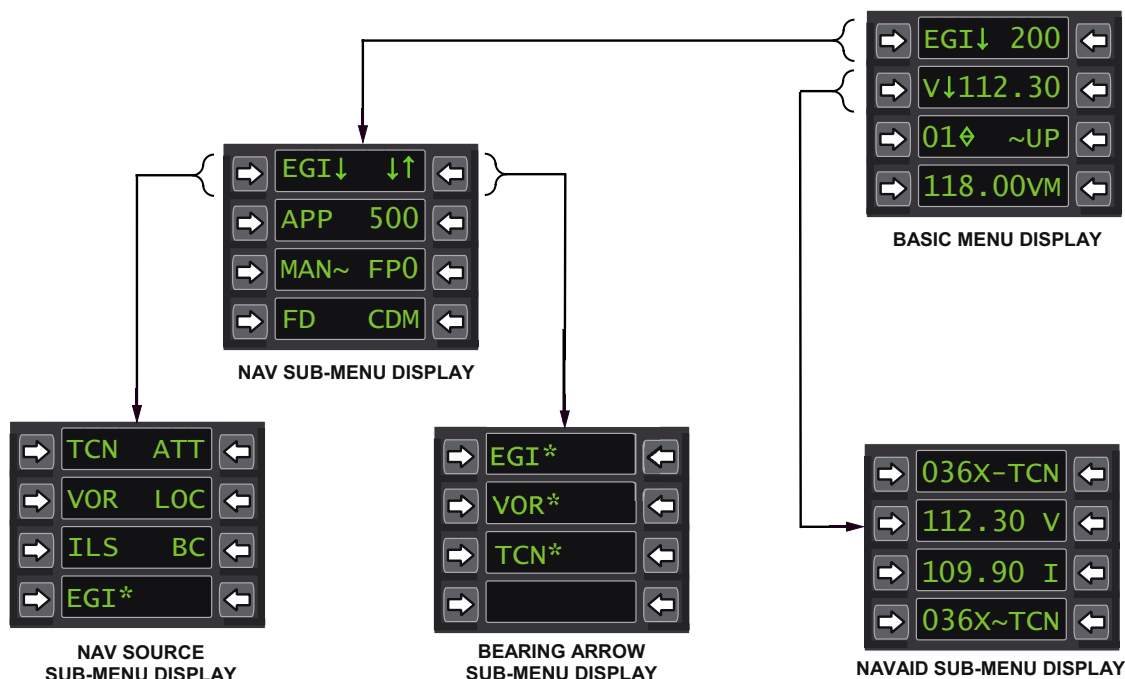 EGI↓ 200
V↓112.30
01⬙ ~UP
118.00VM
BASIC MENU DISPLAY
EGI↓ ↓↑
APP 500
MAN~ FP0
FD CDM
NAV SUB-MENU DISPLAY
TCN ATT
VOR LOC
ILS BC
EGI*
NAV SOURCE
SUB-MENU DISPLAY
EGI*
VOR*
TCN*
BEARING ARROW
SUB-MENU DISPLAY
036X-TCN
112.30 V
109.90 I
036X~TCN
NAVAID SUB-MENU DISPLAY